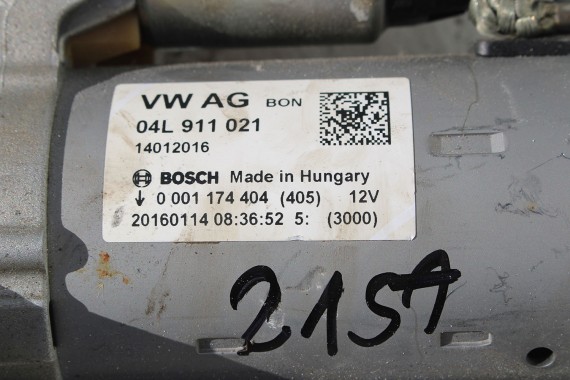 VW AG BON
04L 911 021
14012016
BOSCH Made in Hungary
↓ 0 001 174 404 (405) 12V
20160114 08:36:52 5: (3000)
215A